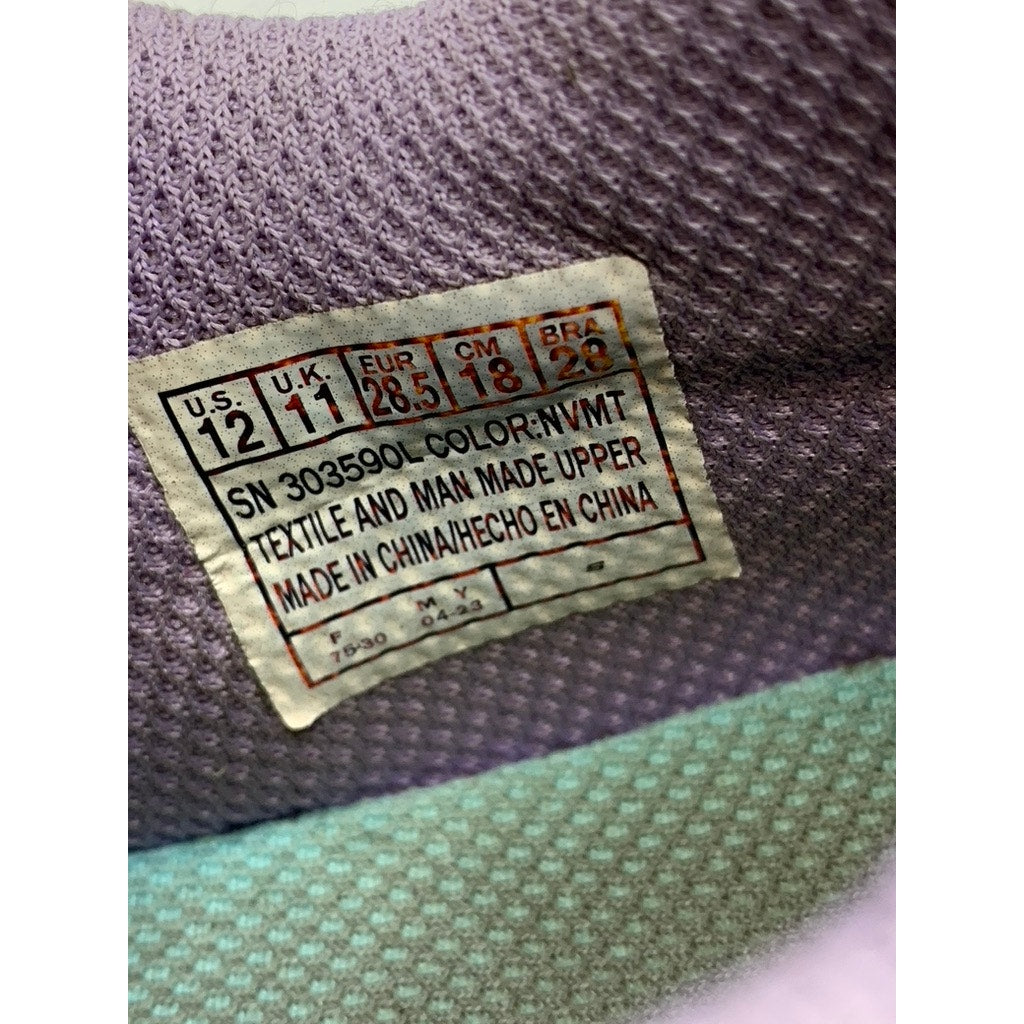 U.S. U.K. EUR CM BRA
12 11 28.5 18 28
SN 303590L COLOR:NVMT
TEXTILE AND MAN MADE UPPER
MADE IN CHINA/HECHO EN CHINA
F M Y
75-30 04-23